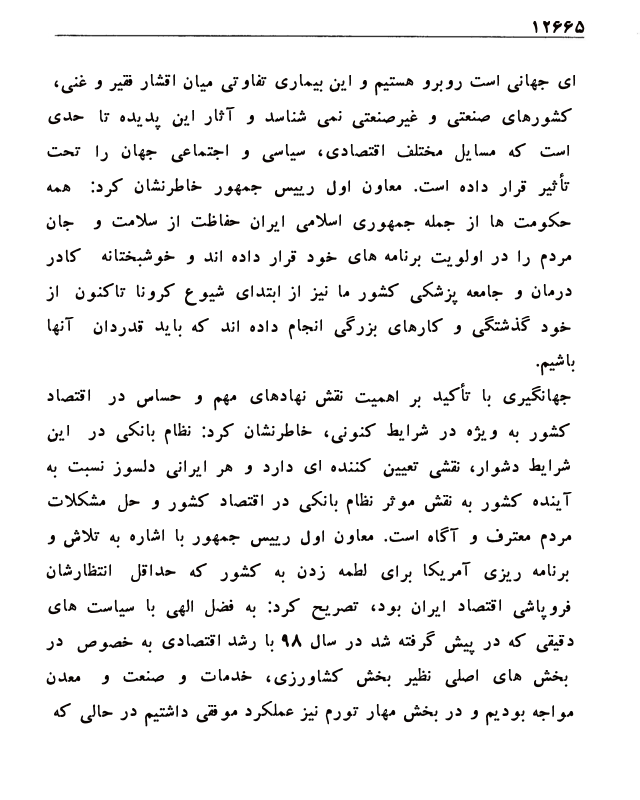 ۱۲۶۶۵
ای جهانی است روبرو هستیم و این بیماری تفاوتی میان اقشار فقیر و غنی،
کشورهای صنعتی و غیرصنعتی نمی شناسد و آثار این پدیده تا حدی
است که مسایل مختلف اقتصادی، سیاسی و اجتماعی جهان را تحت
تأثیر قرار داده است. معاون اول رییس جمهور خاطرنشان کرد: همه
حکومت ها از جمله جمهوری اسلامی ایران حفاظت از سلامت و جان
مردم را در اولویت برنامه های خود قرار داده اند و خوشبختانه کادر
درمان و جامعه پزشکی کشور ما نیز از ابتدای شیوع کرونا تاکنون از
خود گذشتگی و کارهای بزرگی انجام داده اند که باید قدردان آنها
باشیم.
جهانگیری با تأکید بر اهمیت نقش نهادهای مهم و حساس در اقتصاد
کشور به ویژه در شرایط کنونی، خاطرنشان کرد: نظام بانکی در این
شرایط دشوار، نقشی تعیین کننده ای دارد و هر ایرانی دلسوز نسبت به
آینده کشور به نقش موثر نظام بانکی در اقتصاد کشور و حل مشکلات
مردم معترف و آگاه است. معاون اول رییس جمهور با اشاره به تلاش و
برنامه ریزی آمریکا برای لطمه زدن به کشور که حداقل انتظارشان
فروپاشی اقتصاد ایران بود، تصریح کرد: به فضل الهی با سیاست های
دقیقی که در پیش گرفته شد در سال ۹۸ با رشد اقتصادی به خصوص در
بخش های اصلی نظیر بخش کشاورزی، خدمات و صنعت و معدن
مواجه بودیم و در بخش مهار تورم نیز عملکرد موفقی داشتیم در حالی که